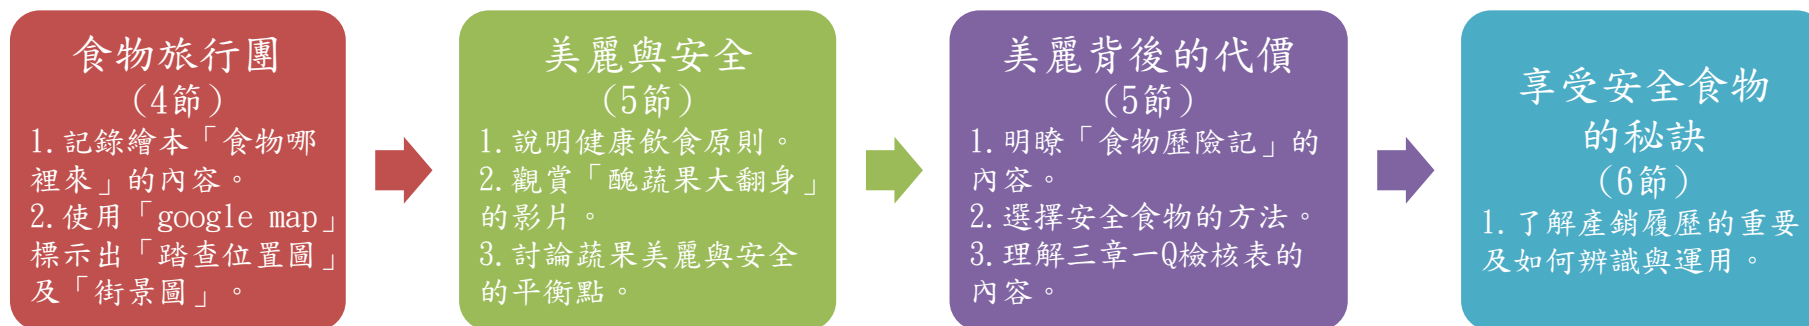 食物旅行團
(4節)
1.記錄繪本「食物哪
裡來」的內容。
2.使用「google map」
標示出「踏查位置圖」
及「街景圖」。
美麗與安全
(5節)
1.說明健康飲食原則。
2.觀賞「醜蔬果大翻身」
的影片。
3.討論蔬果美麗與安全
的平衡點。
美麗背後的代價
(5節)
1.明瞭「食物歷險記」的
內容。
2.選擇安全食物的方法。
3.理解三章一Q檢核表的
內容。
享受安全食物
的秘訣
(6節)
1.了解產銷履歷的重要
及如何辨識與運用。